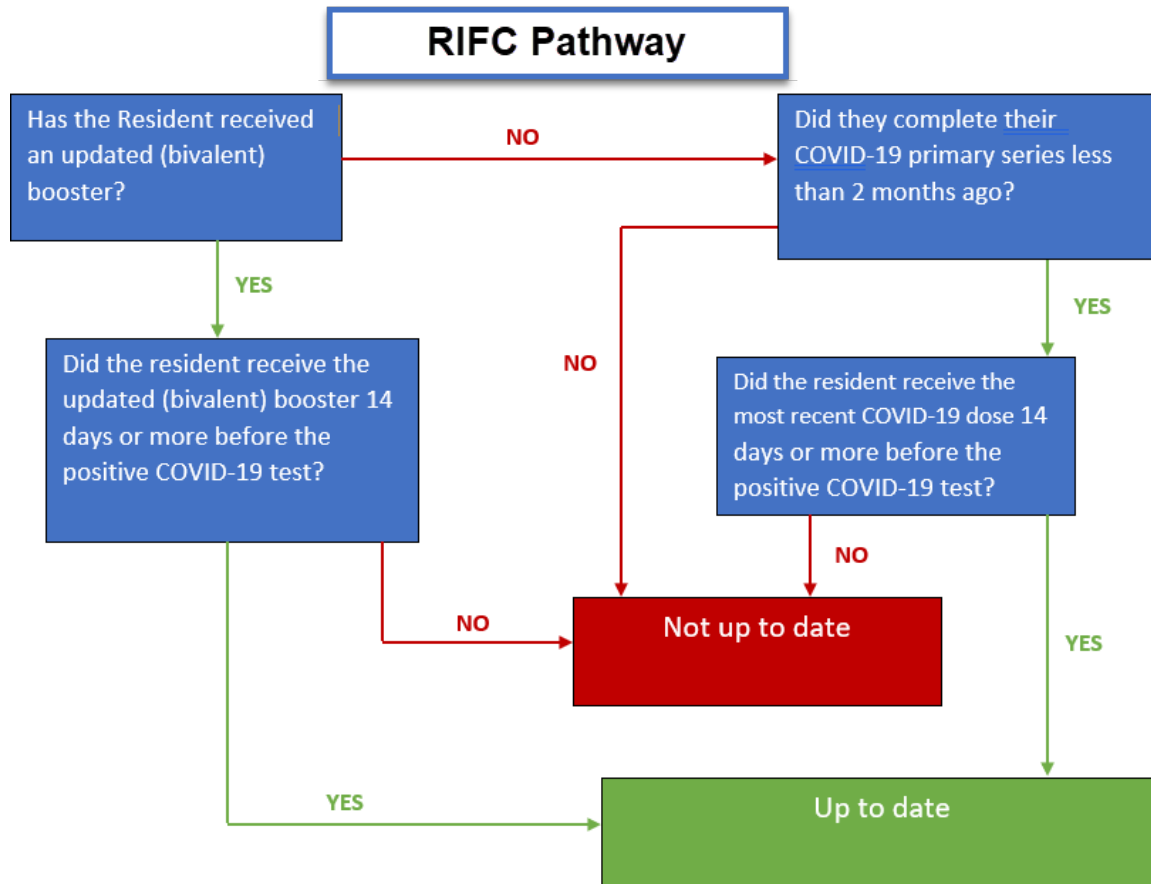 RIFC Pathway
Has the Resident received
an updated (bivalent)
booster?
NO
Did they complete their
COVID-19 primary series less
than 2 months ago?
YES
YES
Did the resident receive the
updated (bivalent) booster 14
days or more before the
positive COVID-19 test?
NO
Did the resident receive the
most recent COVID-19 dose 14
days or more before the
positive COVID-19 test?
NO
NO
Not up to date
YES
YES
Up to date